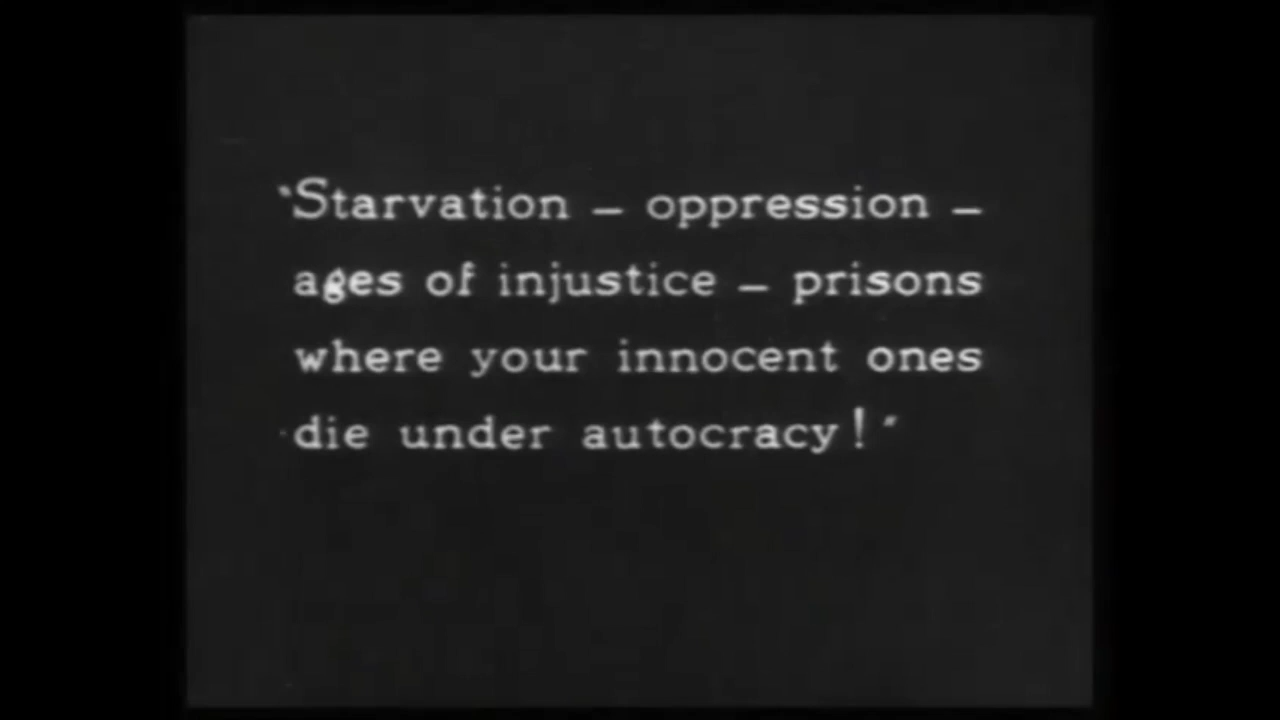 "Starvation – oppression –
ages of injustice – prisons
where your innocent ones
die under autocracy!"